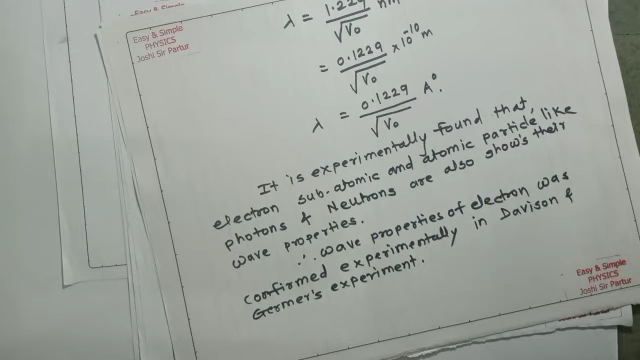 Easy & Simple
PHYSICS
Joshi Sir Partur
λ = 1.229 / √V₀ nm
= 0.1229 / √V₀ ×10⁻¹⁰ m
λ = 0.1229 / √V₀ A°.
It is experimentally found that,
electron sub-atomic and atomic particle like
photons & Neutrons are also show's their
wave properties.
∴ wave properties of electron was
confirmed experimentally in Davison &
Germer's experiment.
Easy & Simple
PHYSICS
Joshi Sir Partur